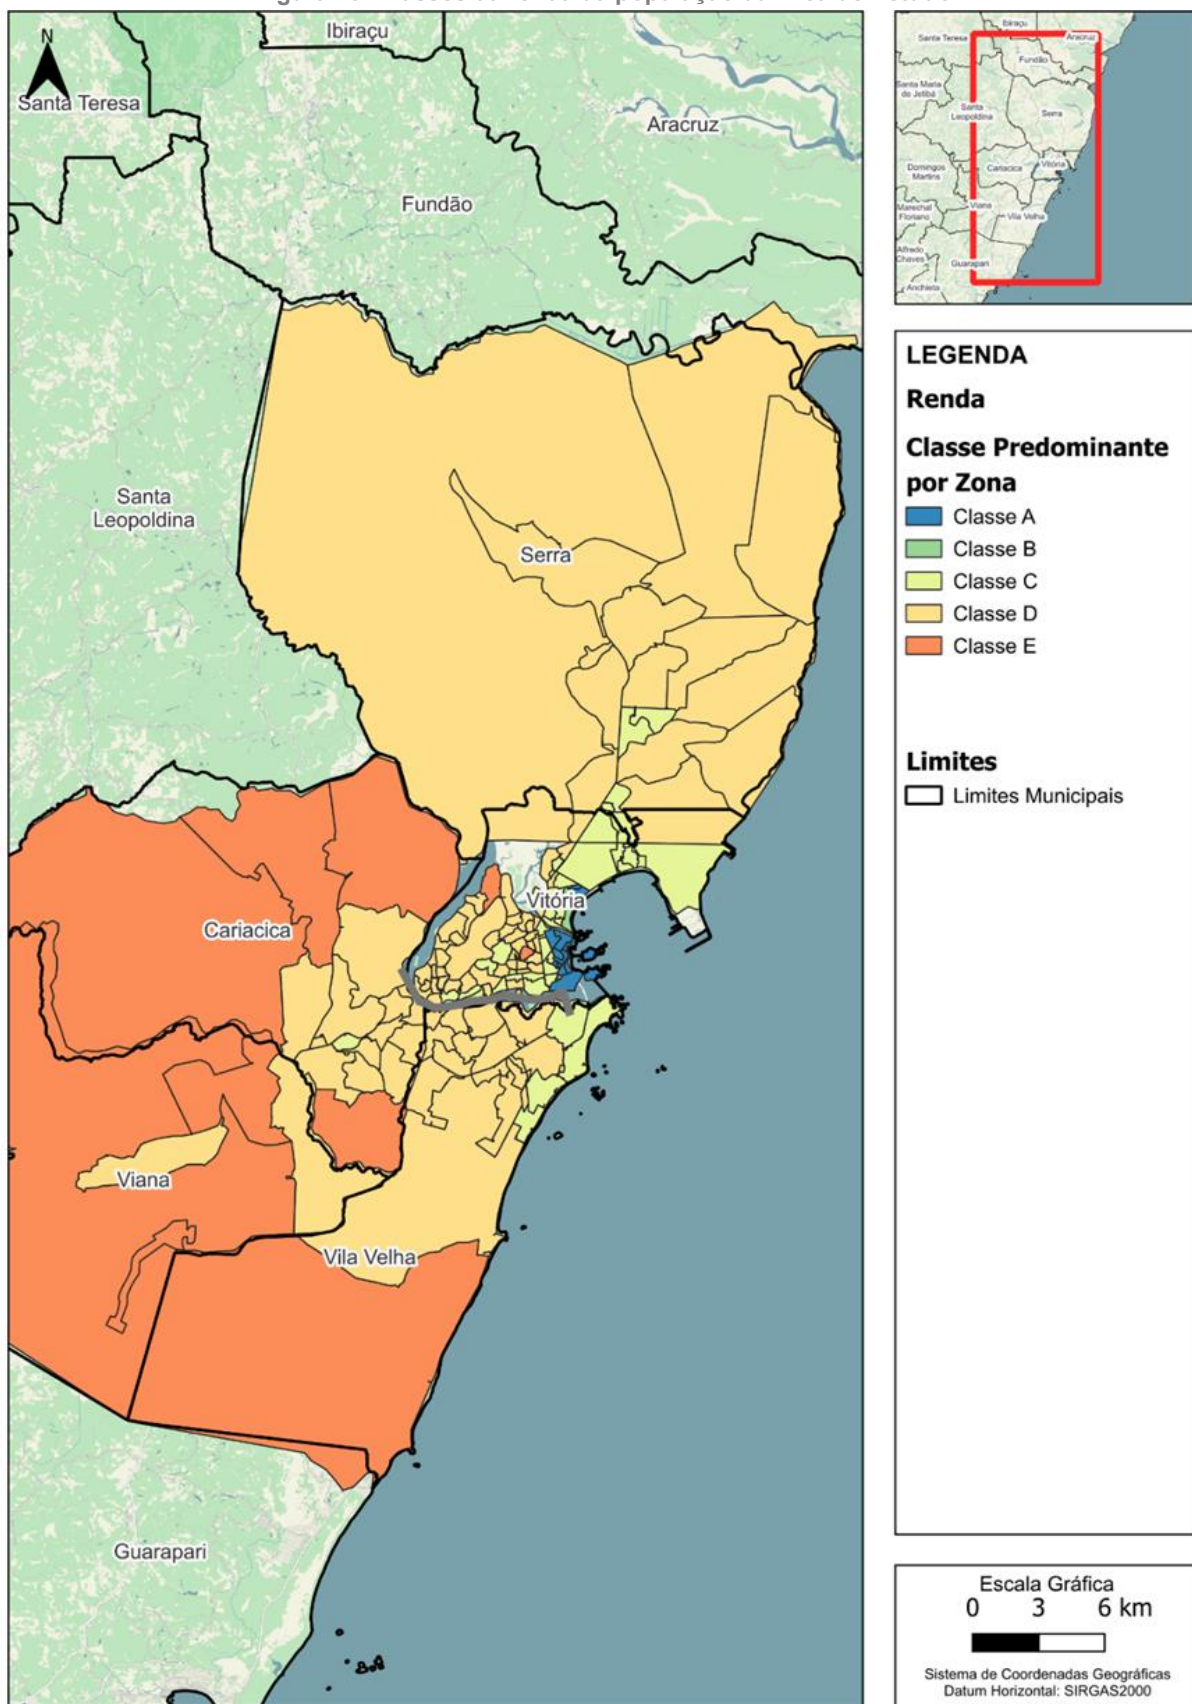 N
Ibiraçu
Santa Teresa
Aracruz
Fundão
Santa
Leopoldina
Serra
Vitória
Cariacica
Viana
Vila Velha
Guarapari
Ibiraçu
Santa Teresa
Aracruz
Fundão
Santa Maria
de Jetibá
Santa
Leopoldina
Serra
Domingos
Martins
Cariacica
Vitória
Marechal
Floriano
Viana
Vila Velha
Alfredo
Chaves
Guarapari
Anchieta
LEGENDA
Renda
Classe Predominante
por Zona
Classe A
Classe B
Classe C
Classe D
Classe E
Limites
Limites Municipais
Escala Gráfica
0 3 6 km
Sistema de Coordenadas Geográficas
Datum Horizontal: SIRGAS2000